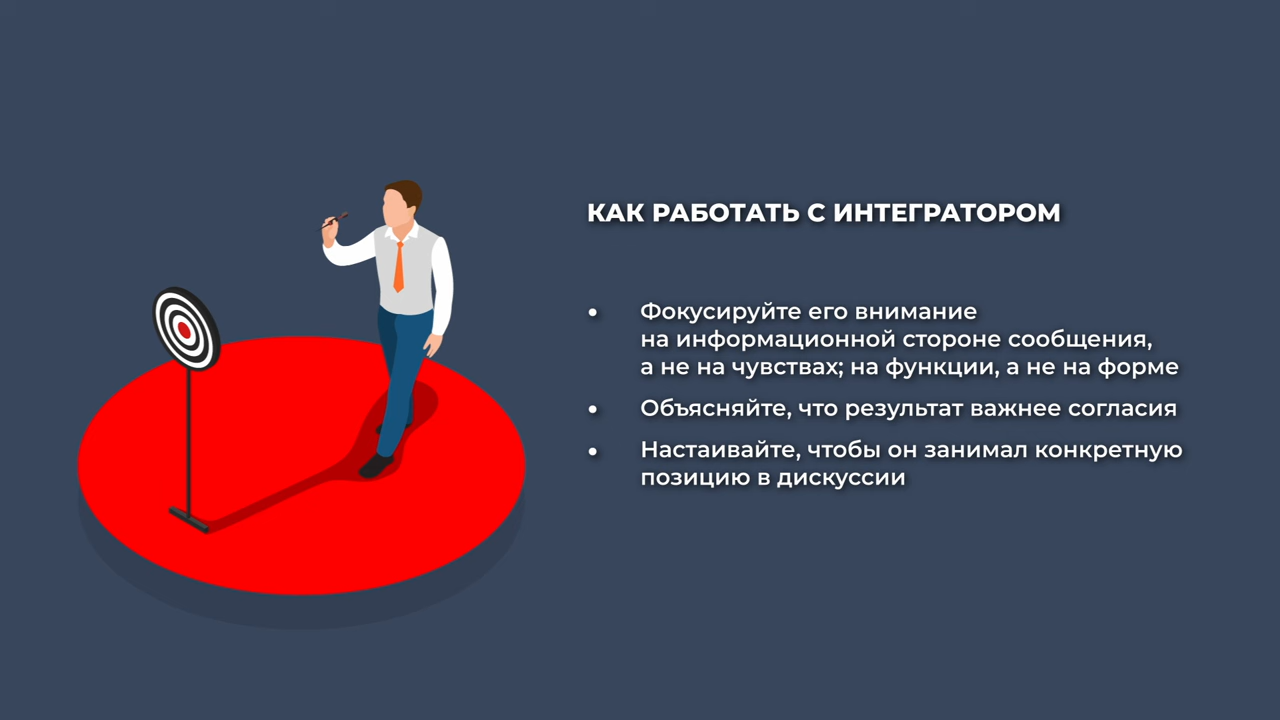 КАК РАБОТАТЬ С ИНТЕГРАТОРОМ
• Фокусируйте его внимание
на информационной стороне сообщения,
а не на чувствах; на функции, а не на форме
• Объясняйте, что результат важнее согласия
• Настаивайте, чтобы он занимал конкретную
позицию в дискуссии